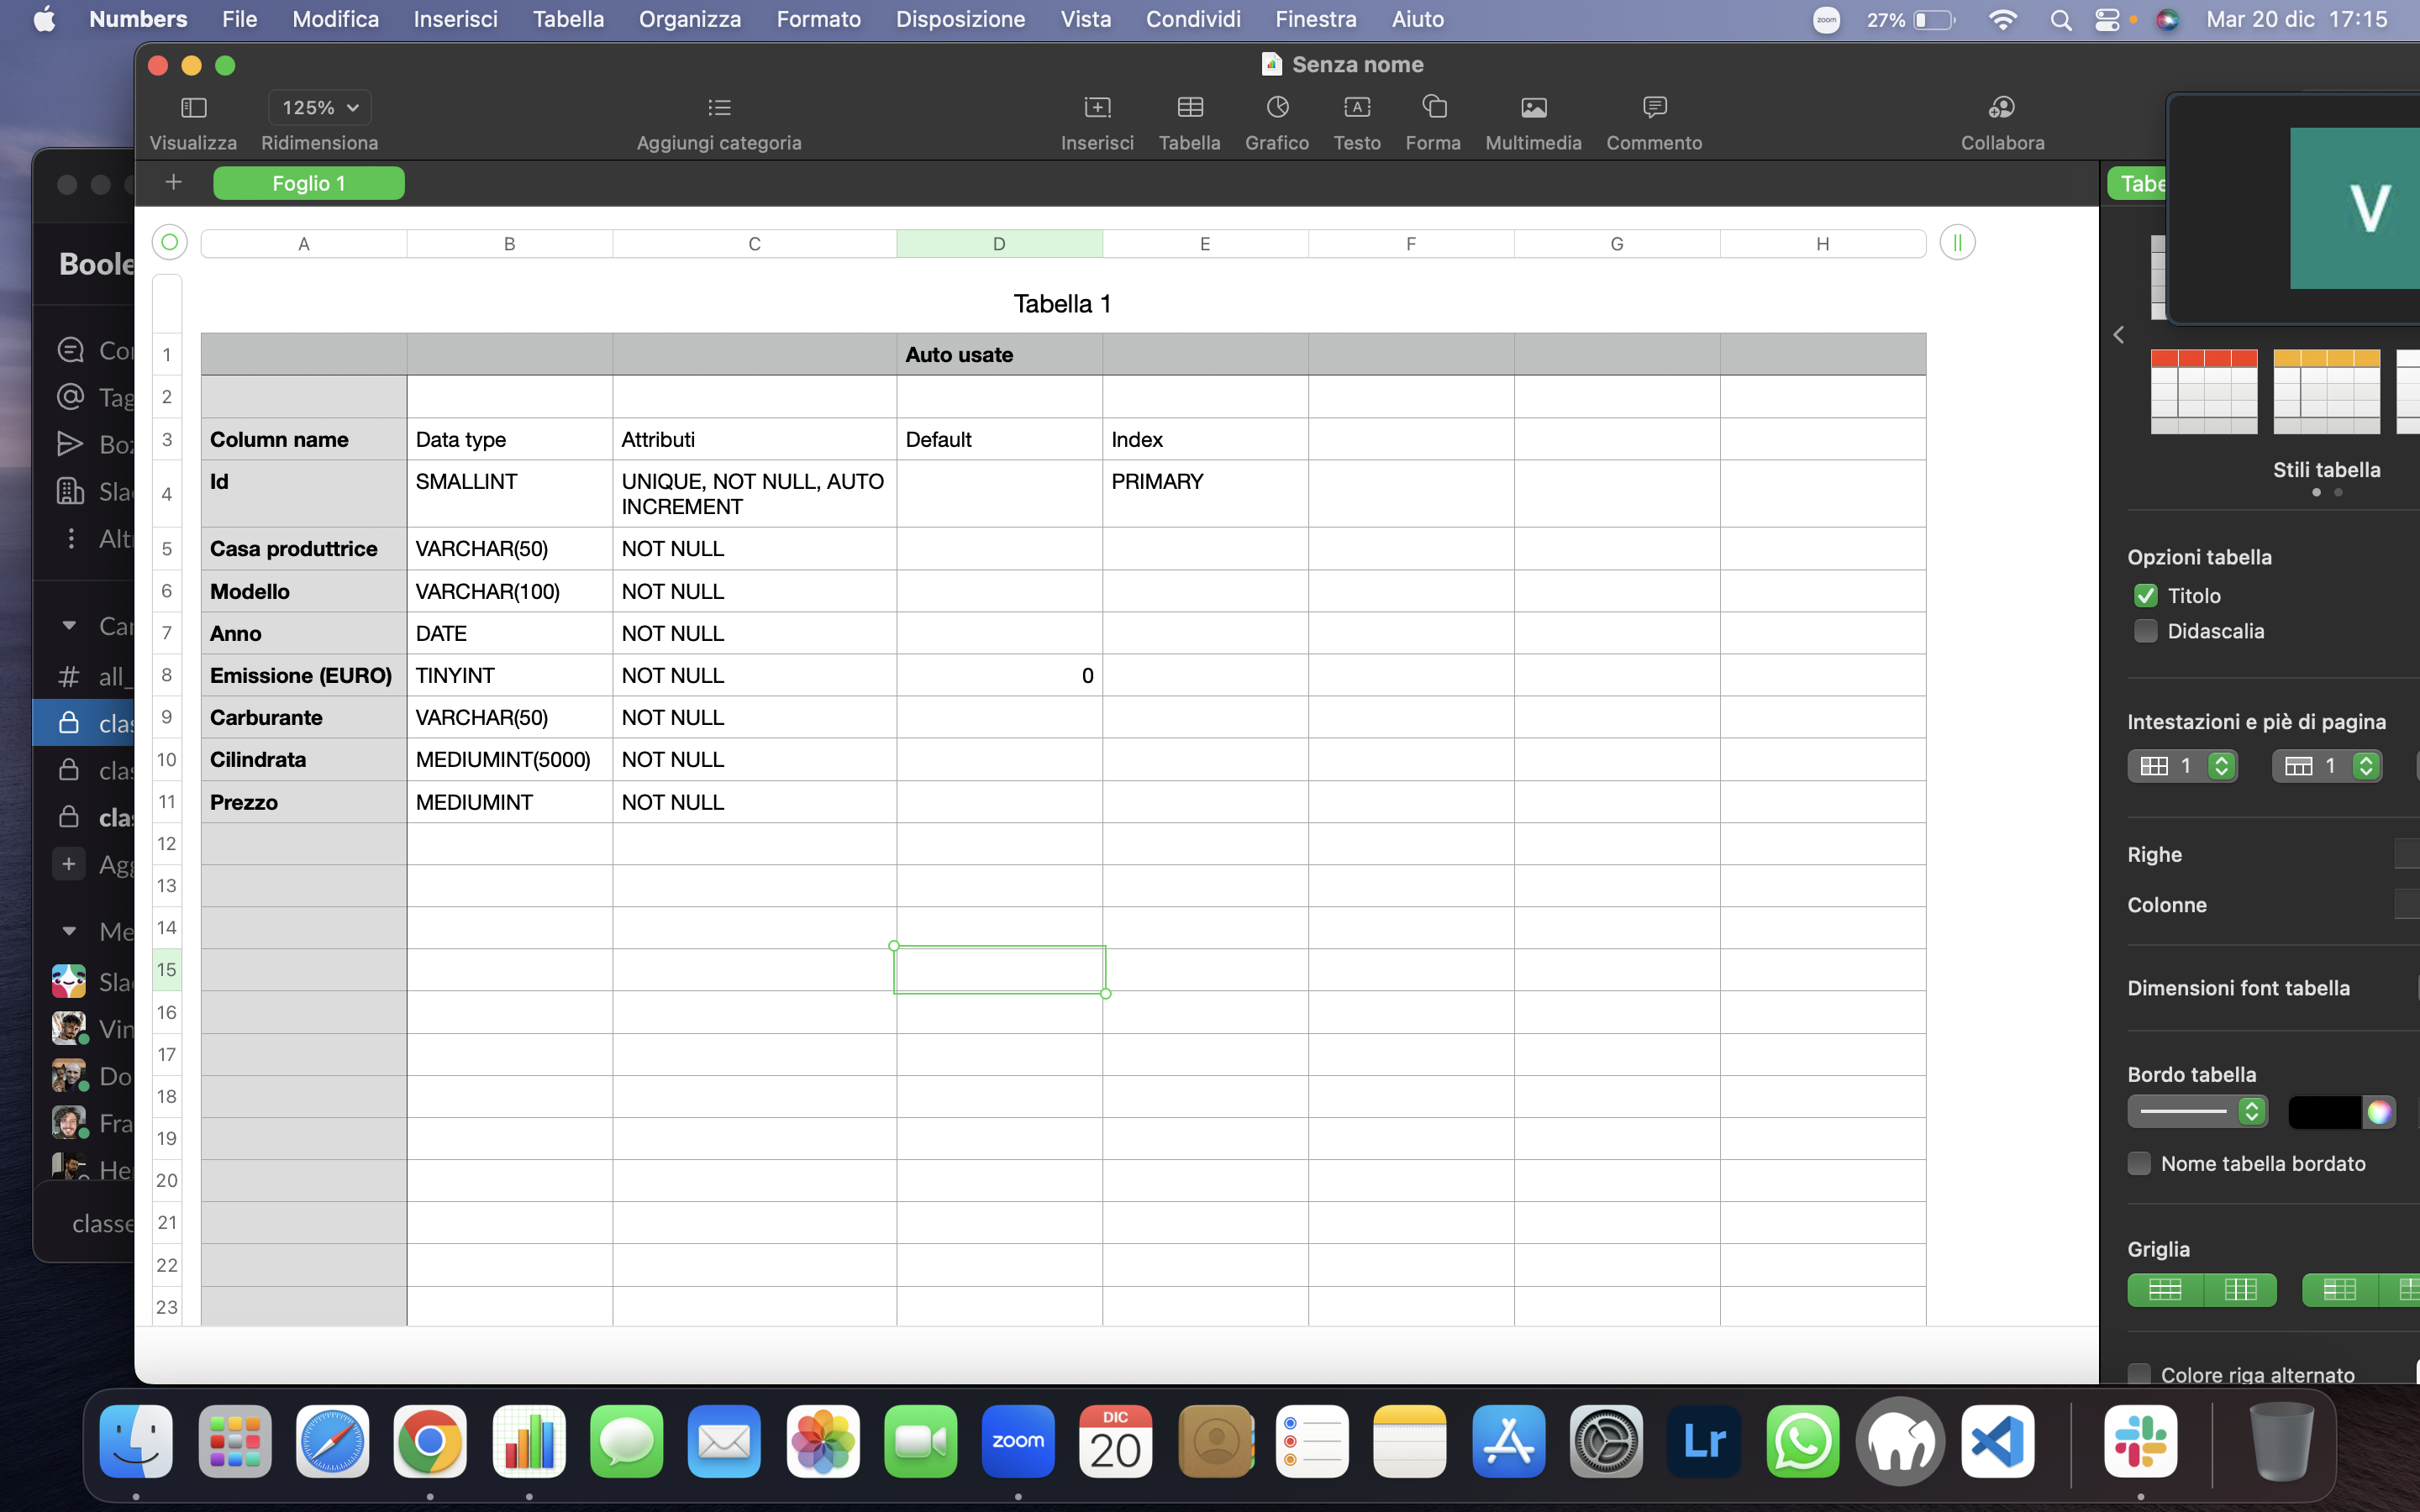 Numbers File Modifica Inserisci Tabella Organizza Formato Disposizione Vista Condividi Finestra Aiuto zoom 27% Mar 20 dic 17:15
Senza nome
125%
Visualizza Ridimensiona Aggiungi categoria Inserisci Tabella Grafico Testo Forma Multimedia Commento Collabora
Foglio 1
Tabe
V
A B C D E F G H
Tabella 1
1 Auto usate
2
3 Column name Data type Attributi Default Index
4 Id SMALLINT UNIQUE, NOT NULL, AUTO INCREMENT PRIMARY
5 Casa produttrice VARCHAR(50) NOT NULL
6 Modello VARCHAR(100) NOT NULL
7 Anno DATE NOT NULL
8 Emissione (EURO) TINYINT NOT NULL 0
9 Carburante VARCHAR(50) NOT NULL
10 Cilindrata MEDIUMINT(5000) NOT NULL
11 Prezzo MEDIUMINT NOT NULL
12
13
14
15
16
17
18
19
20
21
22
23
Boole
Con
Tag
Boz
Slac
Altr
Can
all_
clas
clas
clas
Agg
Me
Slac
Vin
Do
Fra
Her
classe
Stili tabella
Opzioni tabella
Titolo
Didascalia
Intestazioni e piè di pagina
1 1
Righe
Colonne
Dimensioni font tabella
Bordo tabella
Nome tabella bordato
Griglia
Colore riga alternato
zoom
DIC
20
Lr